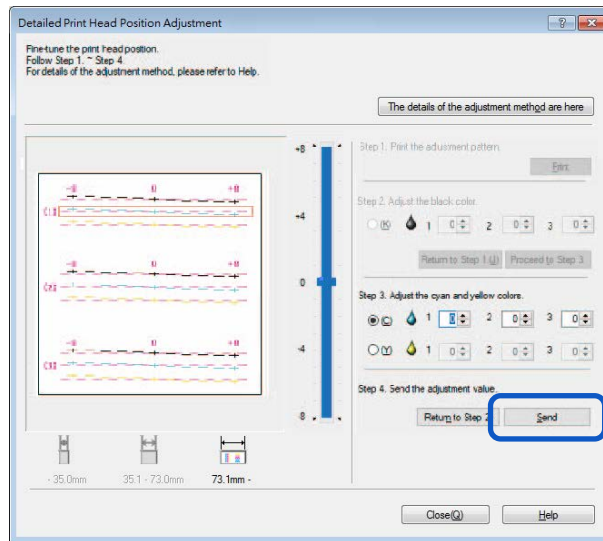 Detailed Print Head Position Adjustment
Fine-tune the print head position.
Follow Step 1. ~ Step 4.
For details of the adjustment method, please refer to Help.
The details of the adjustment method are here
+8
+4
0
-4
-8
-8 0 +8
C(1)
C(2)
-8 0 +8
C(3)
-8 0 +8
- 35.0mm
35.1 - 73.0mm
73.1mm -
Step 1. Print the adjustment pattern.
Print
Step 2. Adjust the black color.
(K) 1 0 2 0 3 0
Return to Step 1.(J) Proceed to Step 3.
Step 3. Adjust the cyan and yellow colors.
(C) 1 0 2 0 3 0
(Y) 1 0 2 0 3 0
Step 4. Send the adjustment value.
Return to Step 2
Send
Close(Q)
Help